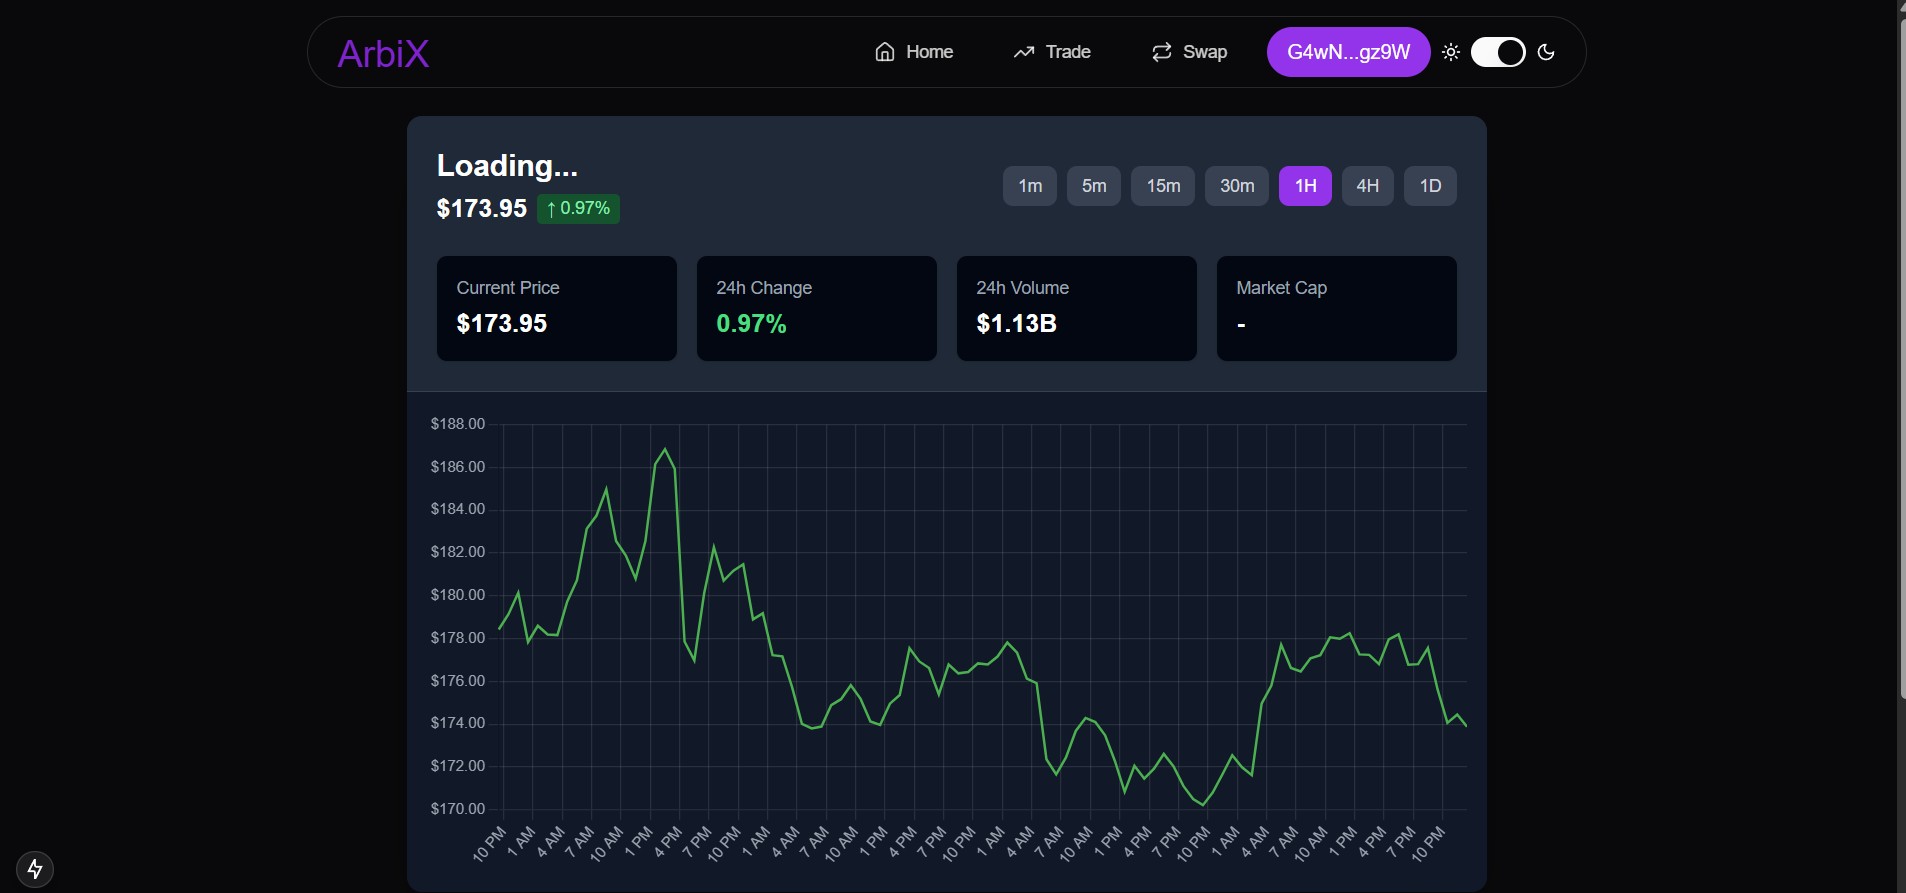 ArbiX
Home
Trade
Swap
G4wN...gz9W
Loading...
$173.95
↑ 0.97%
1m
5m
15m
30m
1H
4H
1D
Current Price
$173.95
24h Change
0.97%
24h Volume
$1.13B
Market Cap
-
$188.00
$186.00
$184.00
$182.00
$180.00
$178.00
$176.00
$174.00
$172.00
$170.00
10 PM
1 AM
4 AM
7 AM
10 AM
1 PM
4 PM
7 PM
10 PM
1 AM
4 AM
7 AM
10 AM
1 PM
4 PM
7 PM
10 PM
1 AM
4 AM
7 AM
10 AM
1 PM
4 PM
7 PM
10 PM
1 AM
4 AM
7 AM
10 AM
1 PM
4 PM
7 PM
10 PM